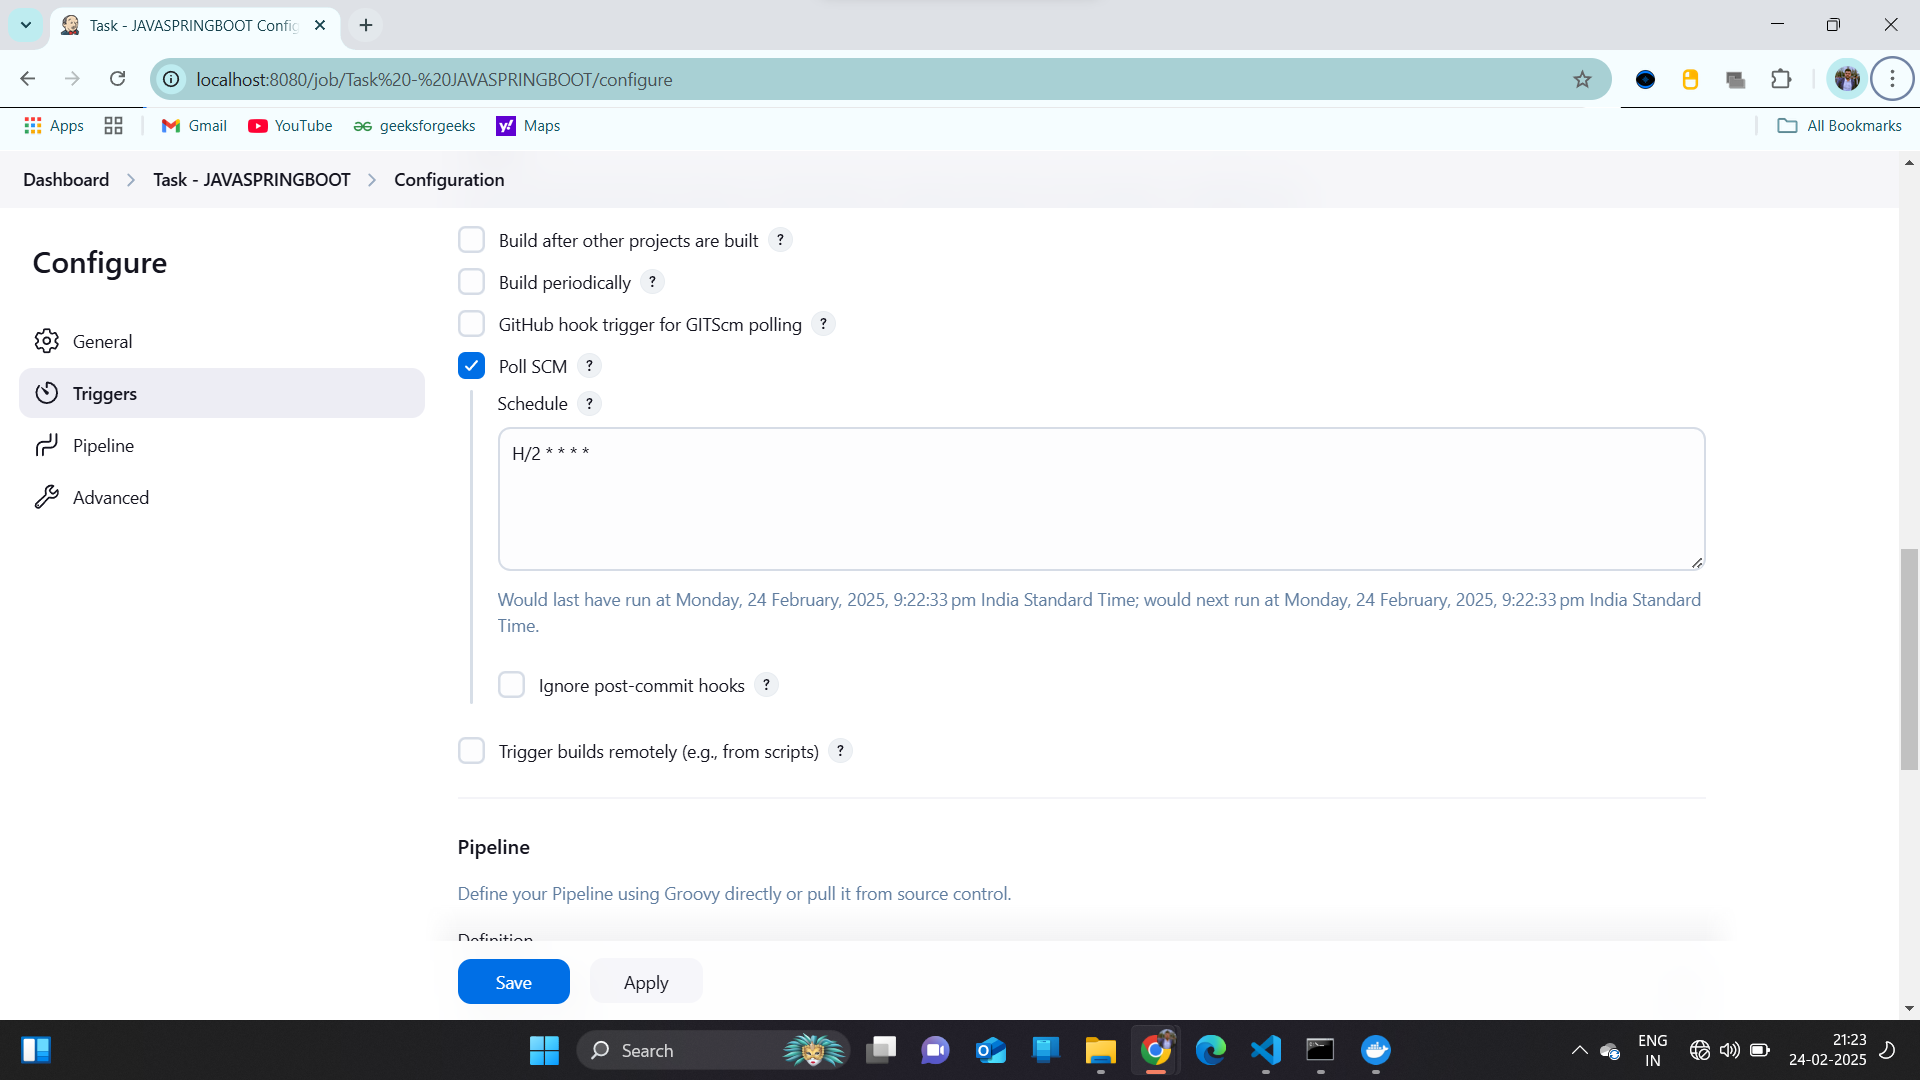 Task - JAVASPRINGBOOT Config
localhost:8080/job/Task%20-%20JAVASPRINGBOOT/configure
Apps
Gmail
YouTube
geeksforgeeks
Maps
All Bookmarks
Dashboard
Task - JAVASPRINGBOOT
Configuration
Configure
General
Triggers
Pipeline
Advanced
Build after other projects are built ?
Build periodically ?
GitHub hook trigger for GITScm polling ?
Poll SCM ?
Schedule ?
H/2 * * * *
Would last have run at Monday, 24 February, 2025, 9:22:33 pm India Standard Time; would next run at Monday, 24 February, 2025, 9:22:33 pm India Standard
Time.
Ignore post-commit hooks ?
Trigger builds remotely (e.g., from scripts) ?
Pipeline
Define your Pipeline using Groovy directly or pull it from source control.
Definition
Save
Apply
Search
ENG
IN
21:23
24-02-2025